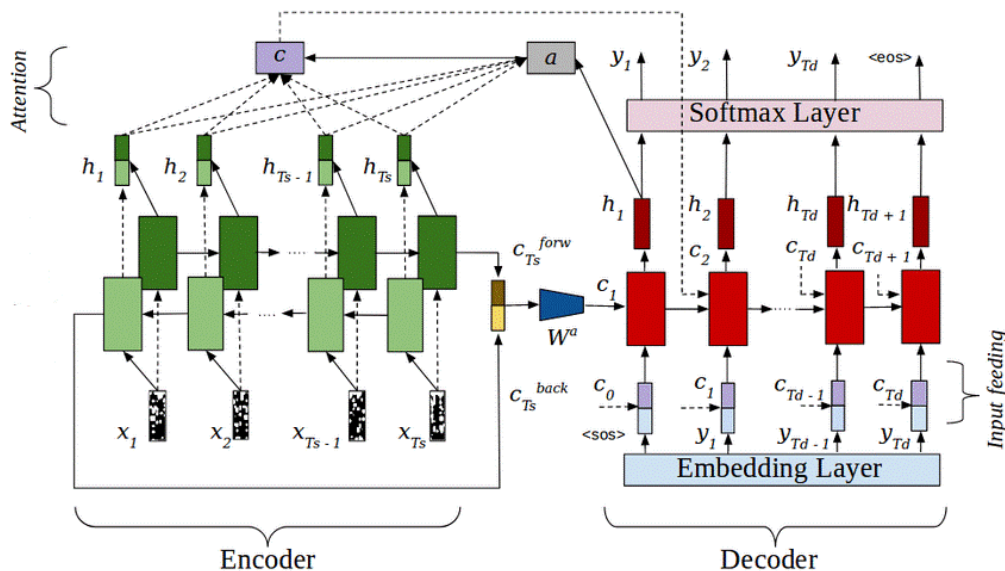 Attention
c
a
y1
y2
yTd
<eos>
Softmax Layer
h1
h2
hTs - 1
hTs
h1
h2
hTd
hTd + 1
cTs^forw
c1
c2
cTd
cTd + 1
W^a
cTs^back
c0
c1
cTd - 1
cTd
Input feeding
x1
x2
xTs - 1
xTs
<sos>
y1
yTd - 1
yTd
Embedding Layer
Encoder
Decoder